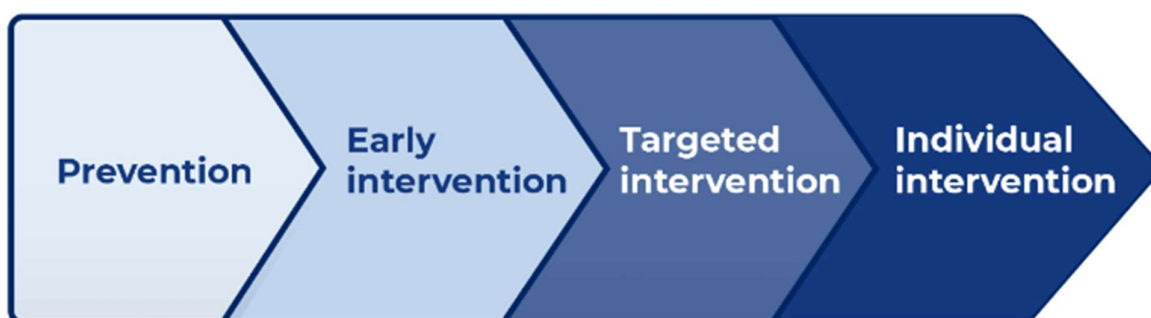 Prevention
Early
intervention
Targeted
intervention
Individual
intervention